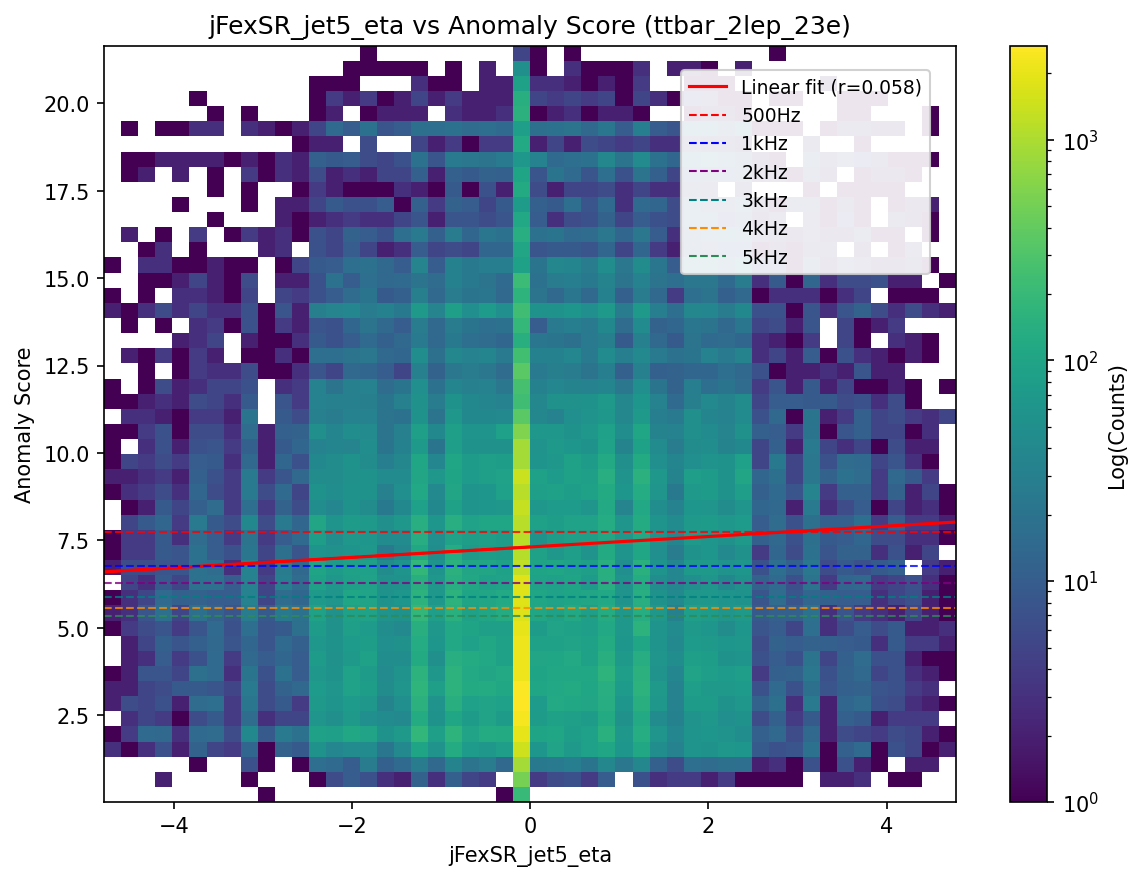 jFexSR_jet5_eta vs Anomaly Score (ttbar_2lep_23e)
Linear fit (r=0.058)
500Hz
1kHz
2kHz
3kHz
4kHz
5kHz
Anomaly Score
20.0
17.5
15.0
12.5
10.0
7.5
5.0
2.5
−4
−2
0
2
4
jFexSR_jet5_eta
10³
10²
10¹
10⁰
Log(Counts)